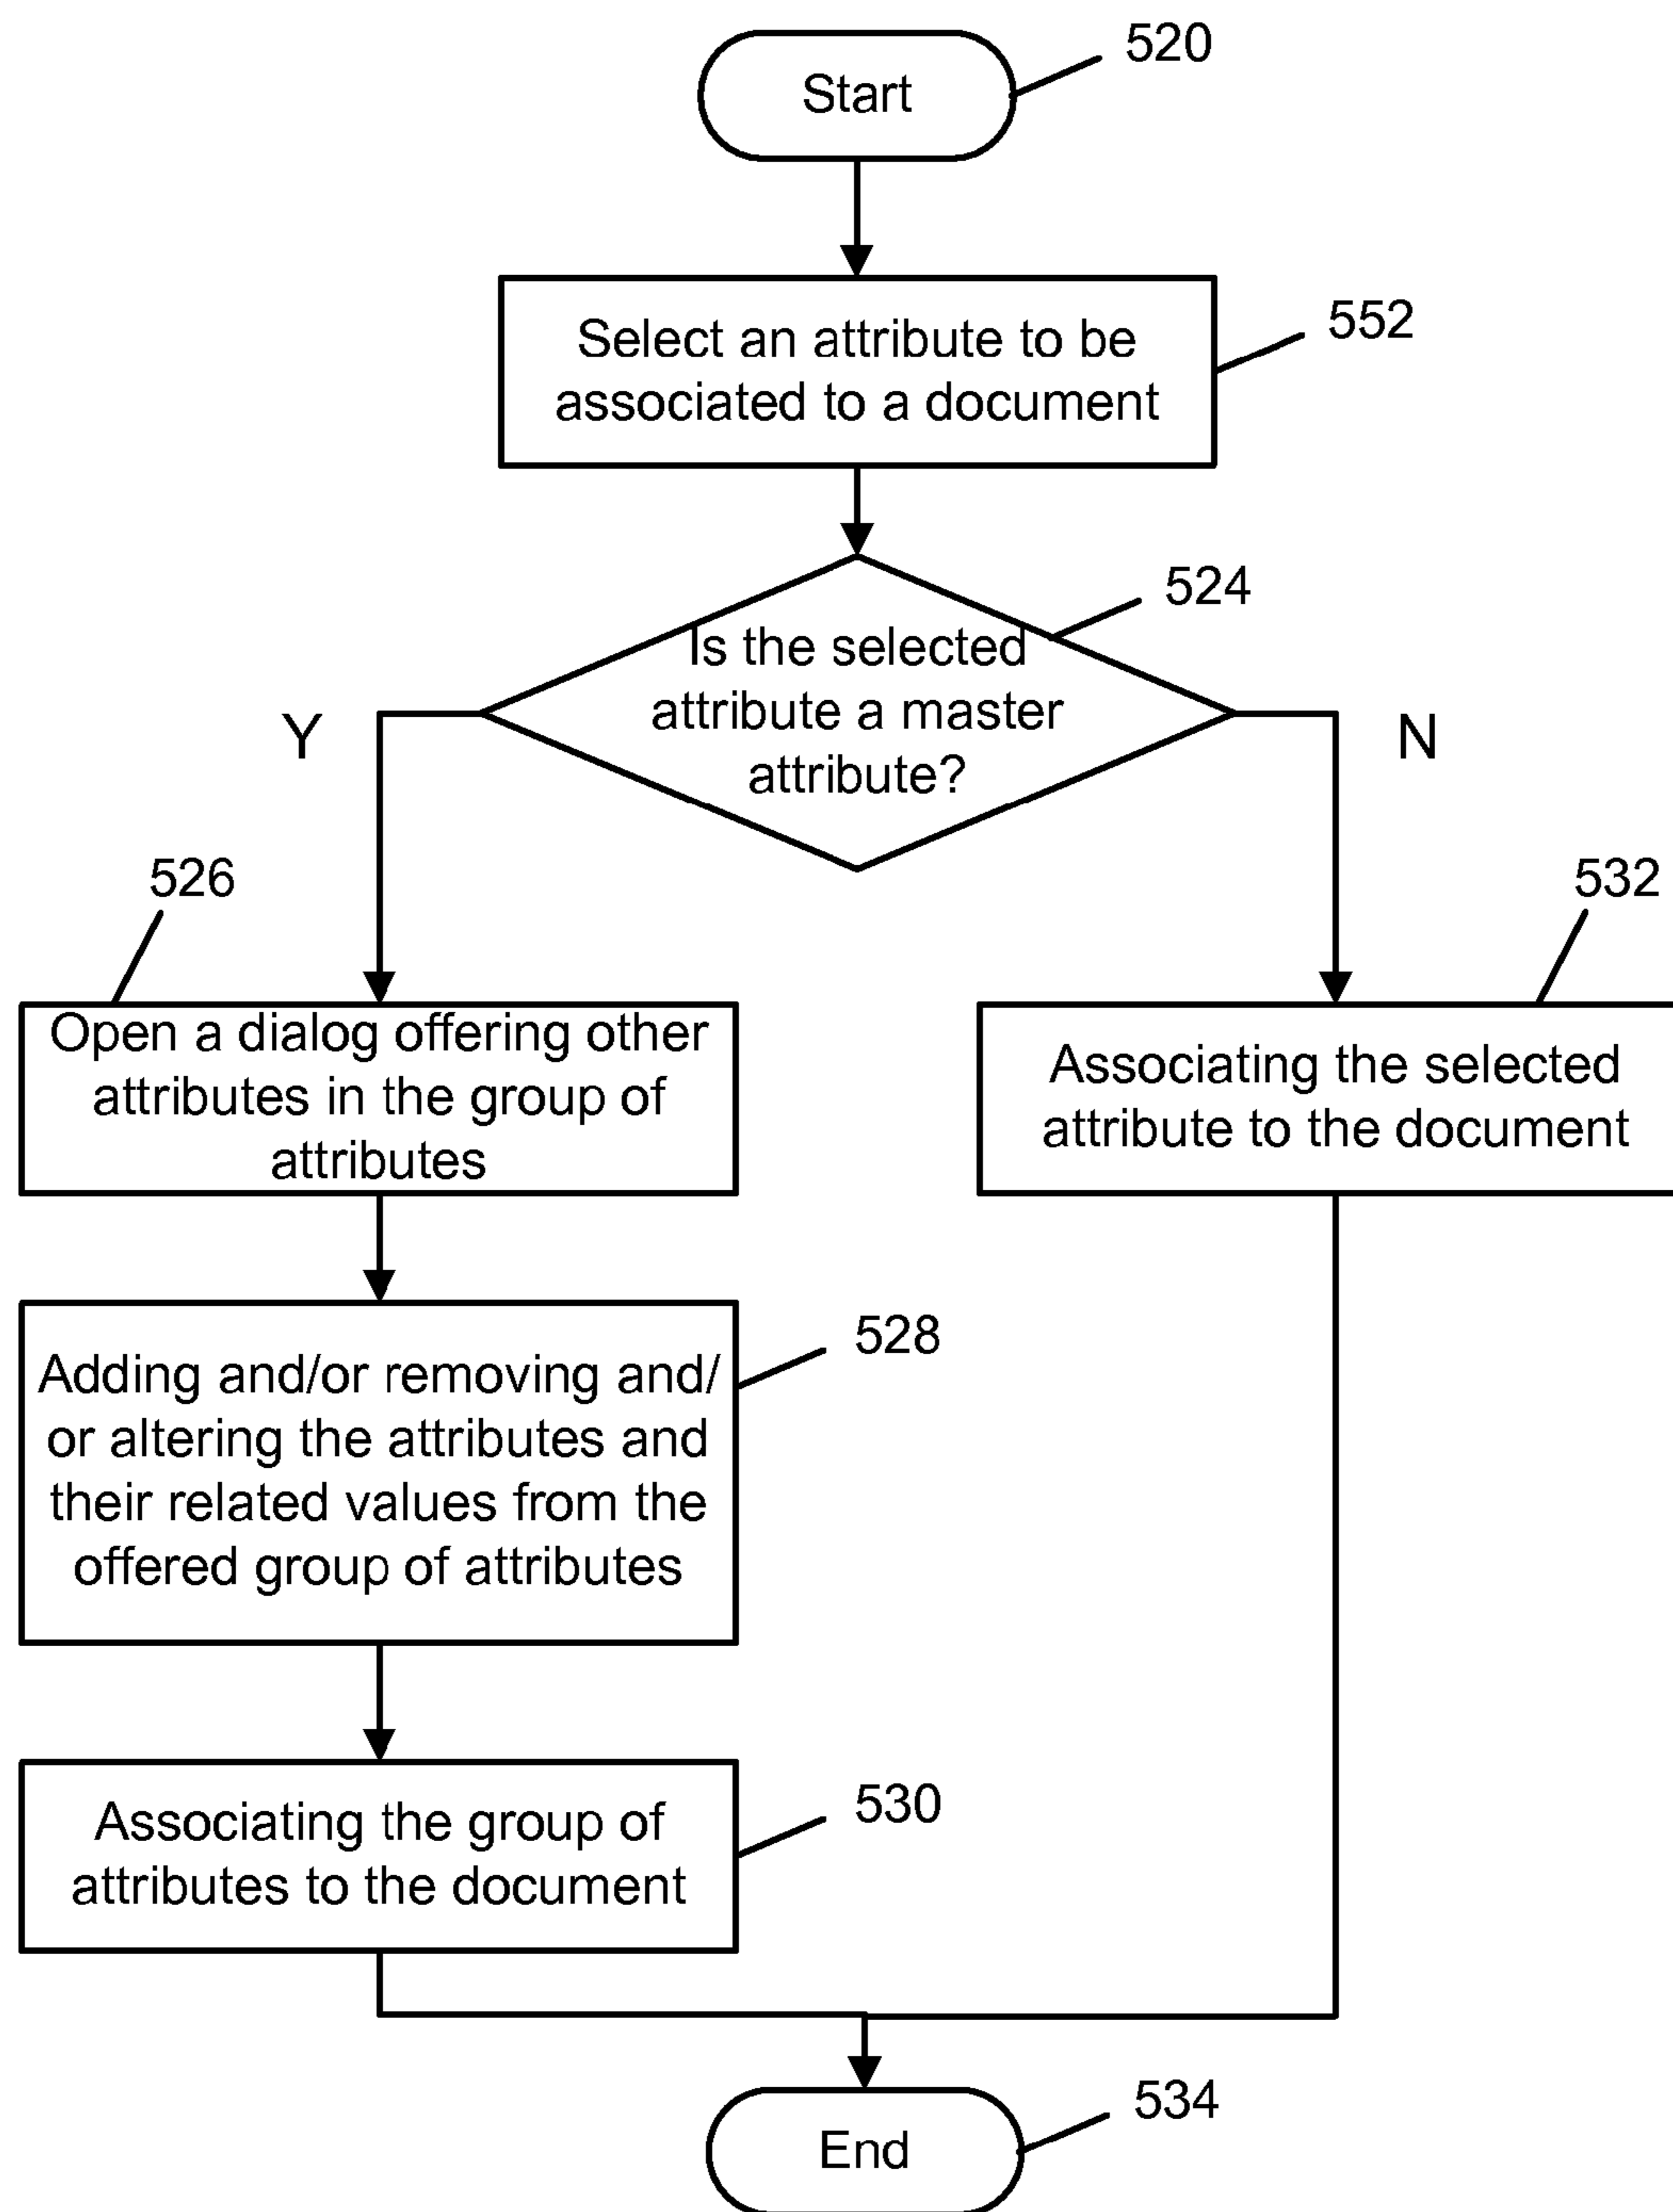 520
Start
552
Select an attribute to be
associated to a document
524
Is the selected
attribute a master
attribute?
Y
N
526
532
Open a dialog offering other
attributes in the group of
attributes
Associating the selected
attribute to the document
528
Adding and/or removing and/
or altering the attributes and
their related values from the
offered group of attributes
530
Associating the group of
attributes to the document
534
End